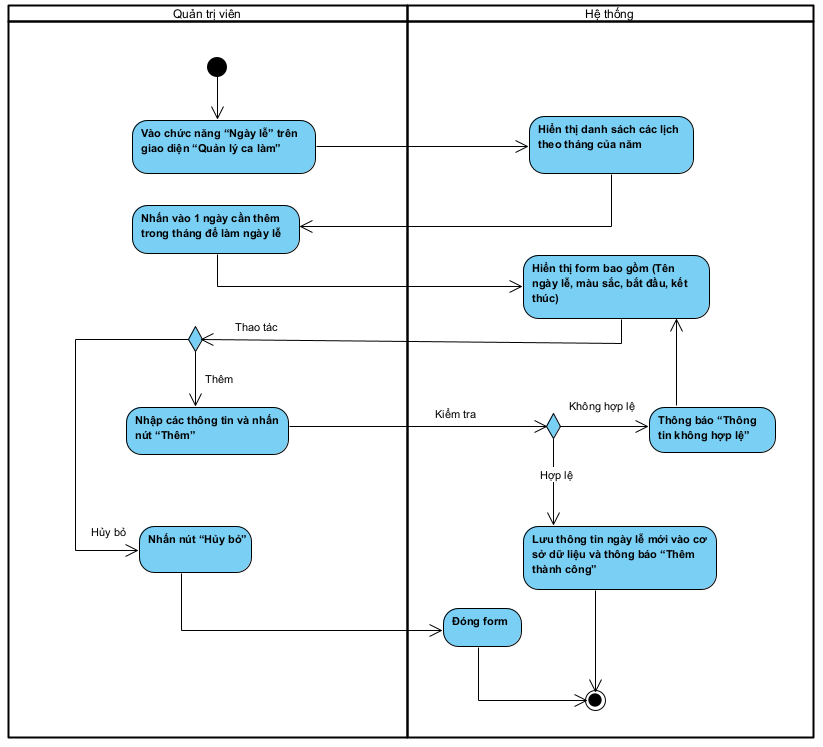 Quản trị viên
Hệ thống
Vào chức năng “Ngày lễ” trên
giao diện “Quản lý ca làm”
Hiển thị danh sách các lịch
theo tháng của năm
Nhấn vào 1 ngày cần thêm
trong tháng để làm ngày lễ
Hiển thị form bao gồm (Tên
ngày lễ, màu sắc, bắt đầu, kết
thúc)
Thao tác
Thêm
Nhập các thông tin và nhấn
nút “Thêm”
Kiểm tra
Không hợp lệ
Thông báo “Thông
tin không hợp lệ”
Hợp lệ
Hủy bỏ
Nhấn nút “Hủy bỏ”
Lưu thông tin ngày lễ mới vào cơ
sở dữ liệu và thông báo “Thêm
thành công”
Đóng form